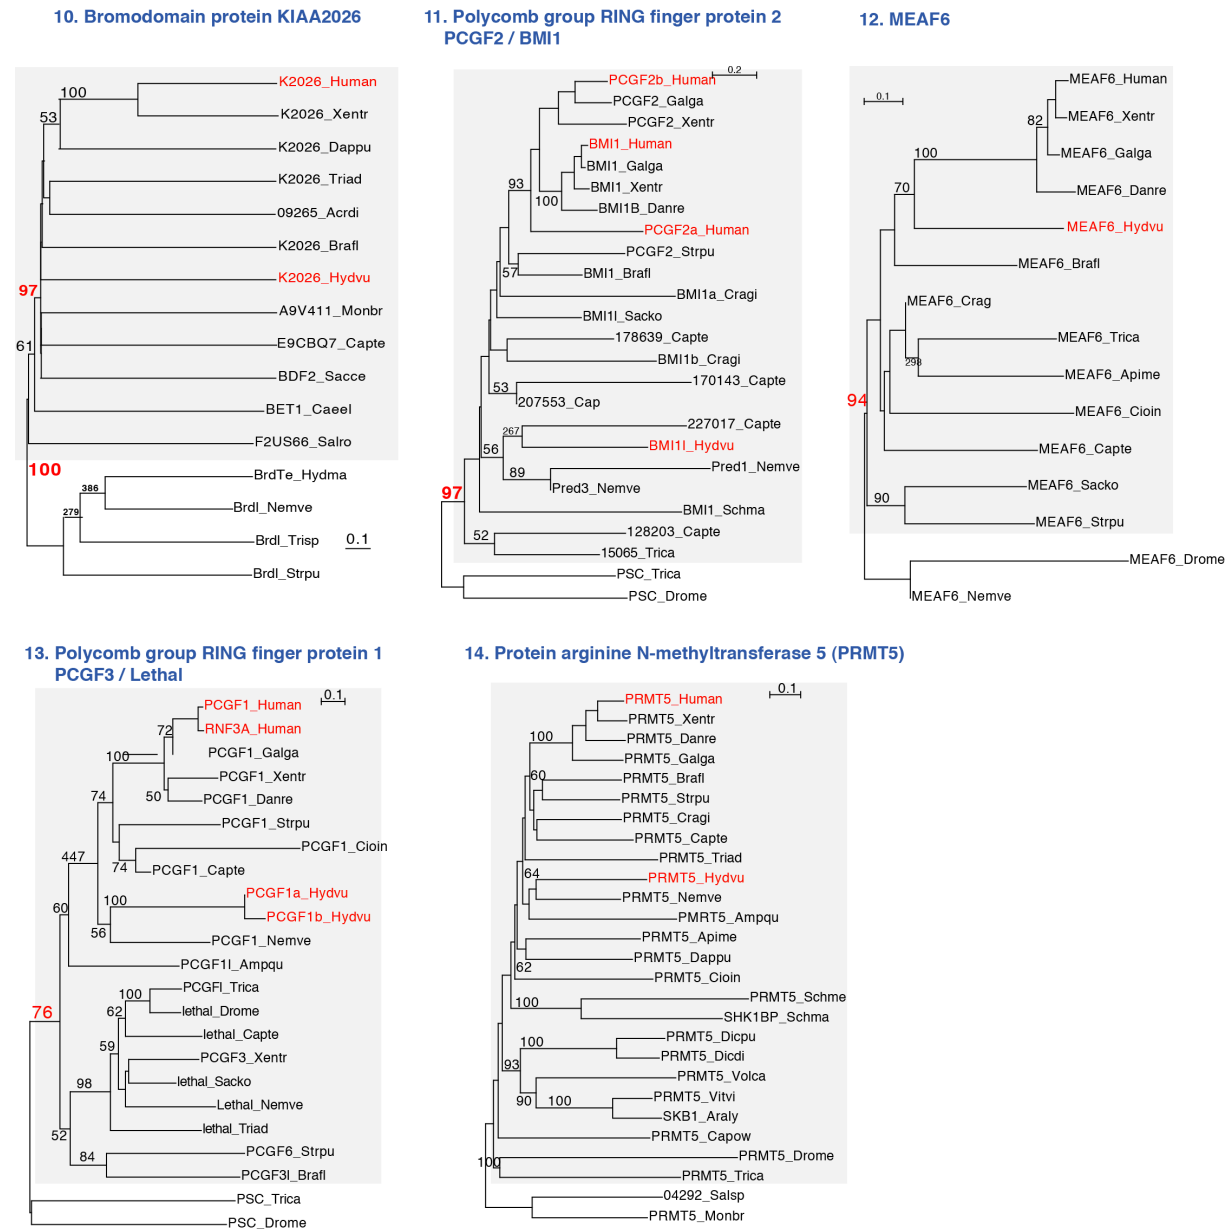 10. Bromodomain protein KIAA2026
K2026_Human
100
K2026_Xentr
53
K2026_Dappu
K2026_Triad
09265_Acrdi
K2026_Brafl
K2026_Hydvu
97
A9V411_Monbr
61
E9CBQ7_Capte
BDF2_Sacce
BET1_Caeel
F2US66_Salro
100
BrdTe_Hydma
386
Brdl_Nemve
279
Brdl_Trisp
0.1
Brdl_Strpu
11. Polycomb group RING finger protein 2
PCGF2 / BMI1
0.2
PCGF2b_Human
PCGF2_Galga
PCGF2_Xentr
BMI1_Human
BMI1_Galga
93
BMI1_Xentr
100
BMI1B_Danre
PCGF2a_Human
PCGF2_Strpu
57
BMI1_Brafl
BMI1a_Cragi
BMI1l_Sacko
178639_Capte
BMI1b_Cragi
170143_Capte
53
207553_Cap
227017_Capte
267
BMI1l_Hydvu
56
Pred1_Nemve
89
Pred3_Nemve
97
BMI1_Schma
128203_Capte
52
15065_Trica
PSC_Trica
PSC_Drome
12. MEAF6
MEAF6_Human
0.1
MEAF6_Xentr
82
MEAF6_Galga
100
MEAF6_Danre
70
MEAF6_Hydvu
MEAF6_Brafl
MEAF6_Crag
MEAF6_Trica
298
MEAF6_Apime
94
MEAF6_Cioin
MEAF6_Capte
MEAF6_Sacko
90
MEAF6_Strpu
MEAF6_Drome
MEAF6_Nemve
13. Polycomb group RING finger protein 1
PCGF3 / Lethal
0.1
PCGF1_Human
72
RNF3A_Human
100
PCGF1_Galga
PCGF1_Xentr
50
PCGF1_Danre
74
PCGF1_Strpu
PCGF1_Cioin
447
74
PCGF1_Capte
PCGF1a_Hydvu
100
60
PCGF1b_Hydvu
56
PCGF1_Nemve
PCGF1l_Ampqu
PCGFl_Trica
100
76
62
lethal_Drome
lethal_Capte
59
PCGF3_Xentr
98
lethal_Sacko
Lethal_Nemve
52
lethal_Triad
PCGF6_Strpu
84
PCGF3l_Brafl
PSC_Trica
PSC_Drome
14. Protein arginine N-methyltransferase 5 (PRMT5)
0.1
PRMT5_Human
PRMT5_Xentr
100
PRMT5_Danre
PRMT5_Galga
60
PRMT5_Brafl
PRMT5_Strpu
PRMT5_Cragi
PRMT5_Capte
PRMT5_Triad
64
PRMT5_Hydvu
PRMT5_Nemve
PMRT5_Ampqu
PRMT5_Apime
PRMT5_Dappu
62
PRMT5_Cioin
PRMT5_Schme
100
SHK1BP_Schma
PRMT5_Dicpu
100
PRMT5_Dicdi
93
PRMT5_Volca
90
PRMT5_Vitvi
100
SKB1_Araly
PRMT5_Capow
PRMT5_Drome
100
PRMT5_Trica
04292_Salsp
PRMT5_Monbr